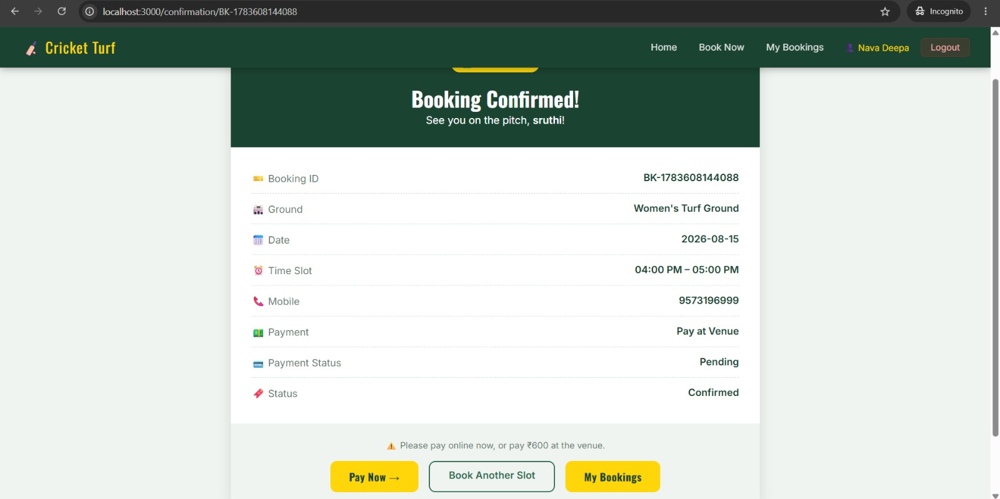 localhost:3000/confirmation/BK-1783608144088
Incognito
Cricket Turf
Home
Book Now
My Bookings
Nava Deepa
Logout
Booking Confirmed!
See you on the pitch, sruthi!
Booking ID
BK-1783608144088
Ground
Women's Turf Ground
Date
2026-08-15
Time Slot
04:00 PM – 05:00 PM
Mobile
9573196999
Payment
Pay at Venue
Payment Status
Pending
Status
Confirmed
Please pay online now, or pay ₹600 at the venue.
Pay Now →
Book Another Slot
My Bookings